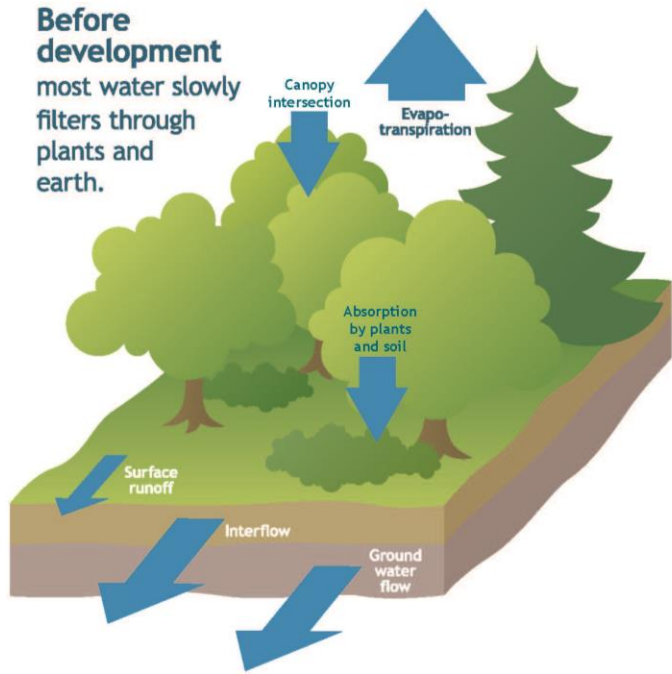 Before
development
most water slowly
filters through
plants and
earth.
Canopy
intersection
Evapo-
transpiration
Absorption
by plants
and soil
Surface
runoff
Interflow
Ground
water
flow